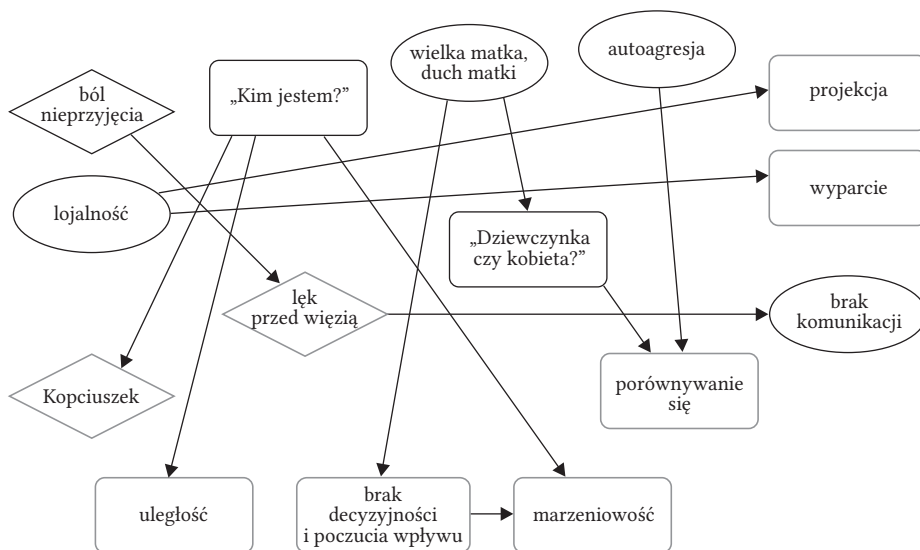 wielka matka,
duch matki
autoagresja
ból
nieprzyjęcia
„Kim jestem?”
projekcja
lojalność
wyparcie
„Dziewczynka
czy kobieta?”
lęk
przed więzią
brak
komunikacji
Kopciuszek
porównywanie
się
uległość
brak
decyzyjności
i poczucia wpływu
marzeniowość